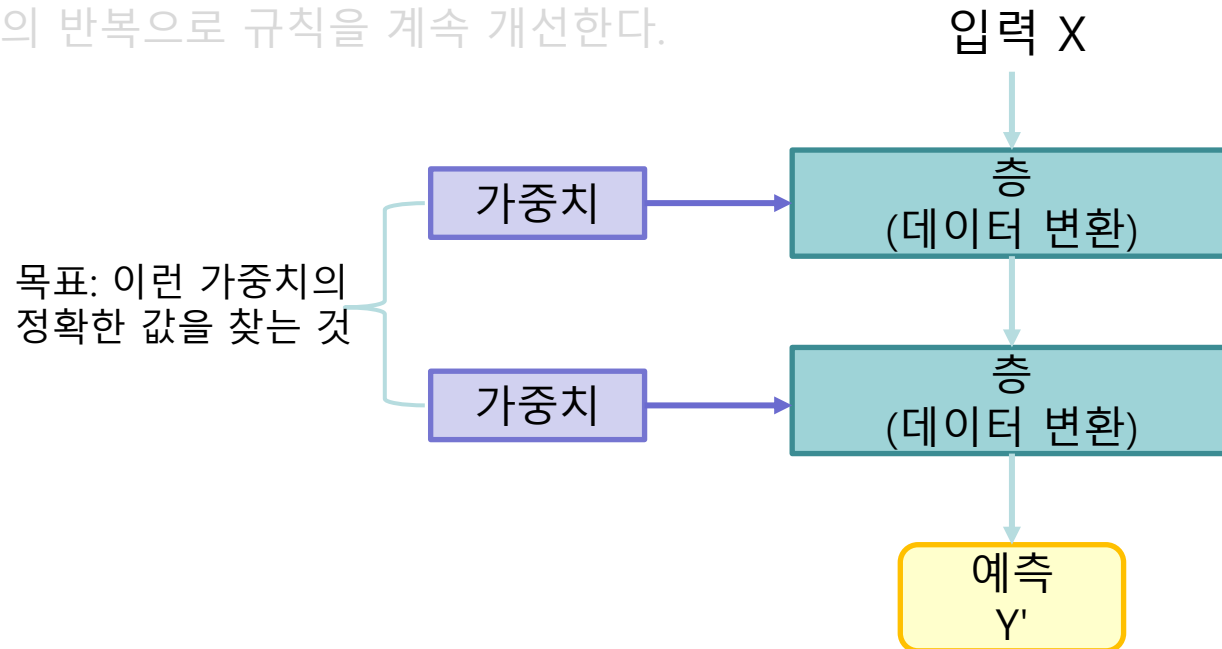 의 반복으로 규칙을 계속 개선한다.
입력 X
가중치
층
(데이터 변환)
목표: 이런 가중치의
정확한 값을 찾는 것
가중치
층
(데이터 변환)
예측
Y'